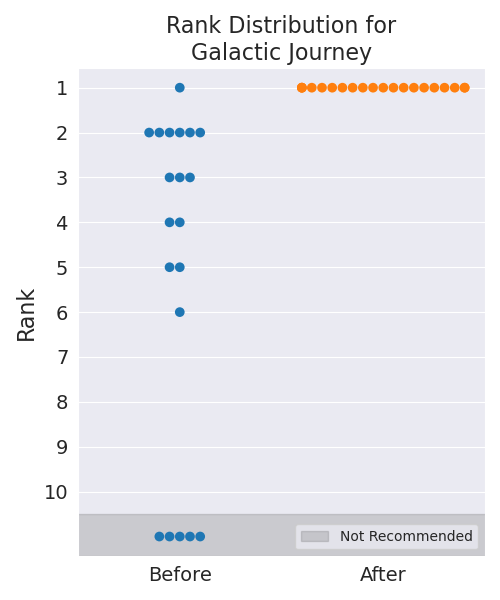 Rank Distribution for
Galactic Journey
Rank
1
2
3
4
5
6
7
8
9
10
Not Recommended
Before
After